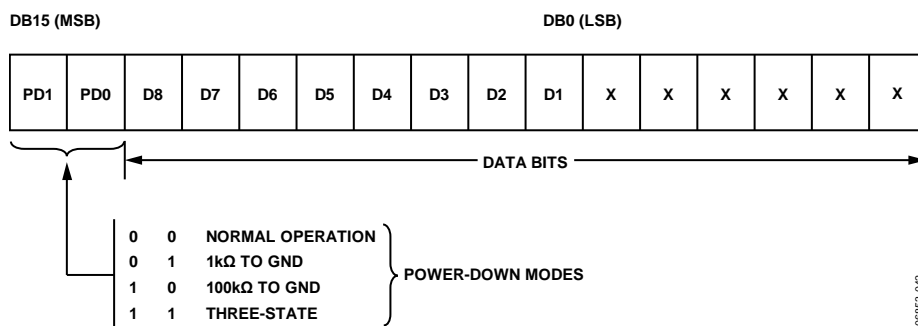 DB15 (MSB) DB0 (LSB)
PD1 PD0 D8 D7 D6 D5 D4 D3 D2 D1 X X X X X X
DATA BITS
0 0 NORMAL OPERATION
0 1 1kΩ TO GND
1 0 100kΩ TO GND
1 1 THREE-STATE
POWER-DOWN MODES